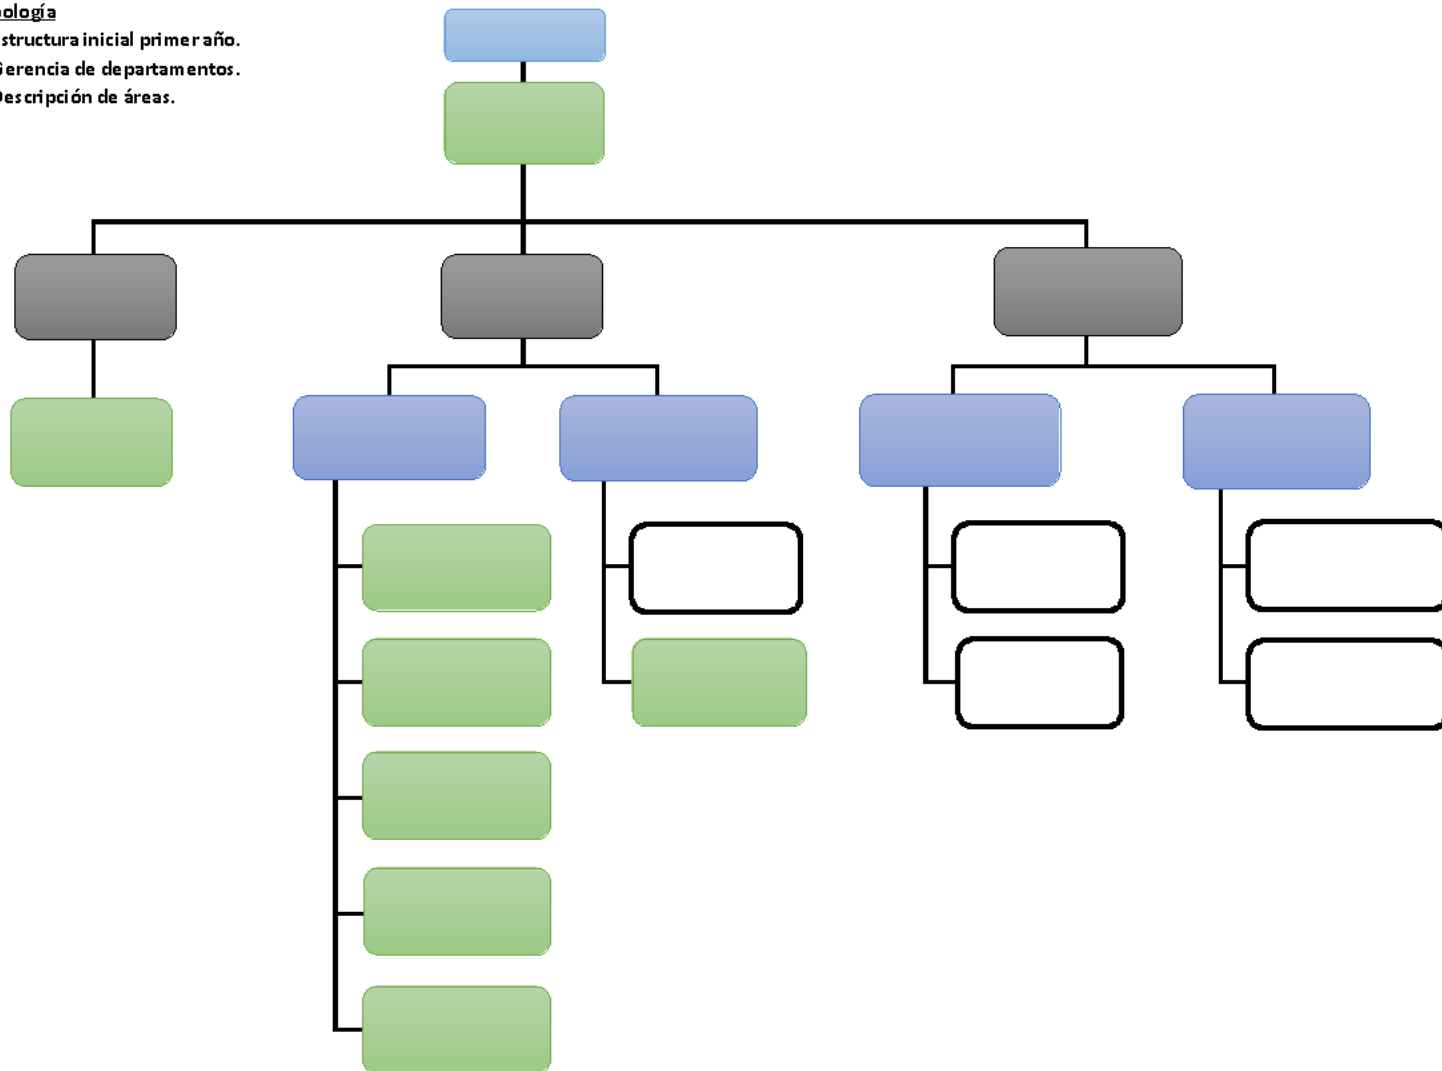 ología
structura inicial primer año.
erencia de departamentos.
escripción de áreas.